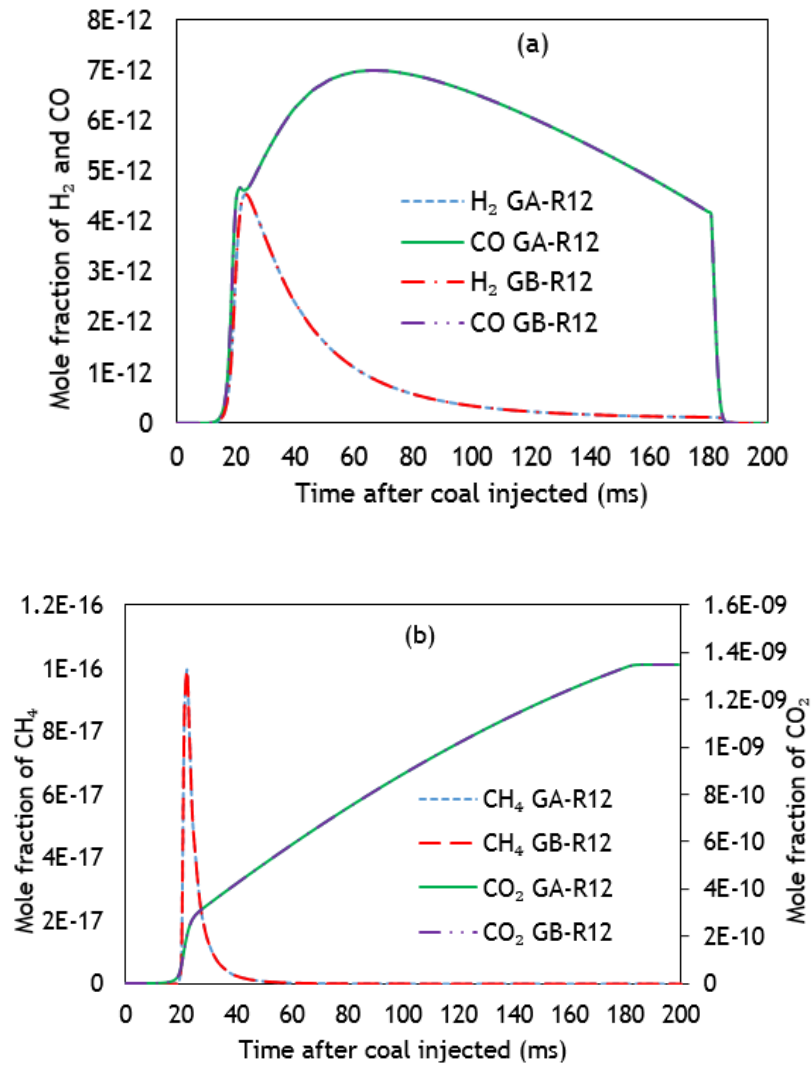 (a)
Mole fraction of H₂ and CO
8E-12
7E-12
6E-12
5E-12
4E-12
3E-12
2E-12
1E-12
0
H₂ GA-R12
CO GA-R12
H₂ GB-R12
CO GB-R12
0 20 40 60 80 100 120 140 160 180 200
Time after coal injected (ms)
(b)
Mole fraction of CH₄
1.2E-16
1E-16
8E-17
6E-17
4E-17
2E-17
0
CH₄ GA-R12
CH₄ GB-R12
CO₂ GA-R12
CO₂ GB-R12
1.6E-09
1.4E-09
1.2E-09
1E-09
8E-10
6E-10
4E-10
2E-10
0
Mole fraction of CO₂
0 20 40 60 80 100 120 140 160 180 200
Time after coal injected (ms)